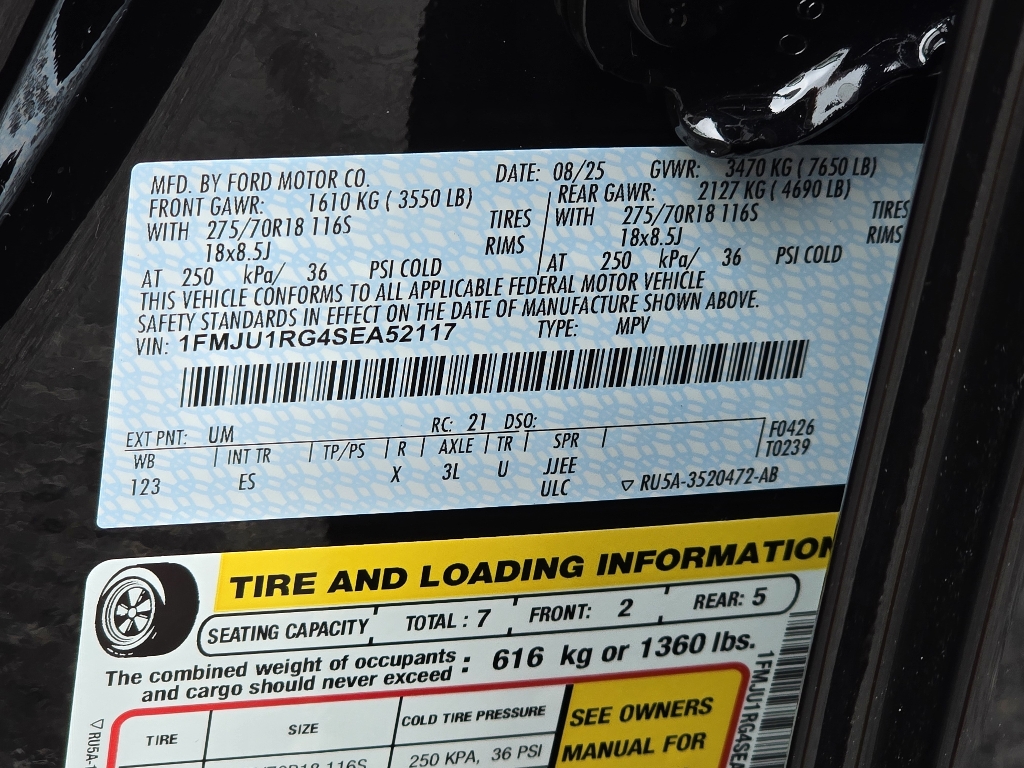 MFD. BY FORD MOTOR CO. DATE: 08/25 GVWR: 3470 KG ( 7650 LB)
FRONT GAWR: 1610 KG ( 3550 LB) REAR GAWR: 2127 KG ( 4690 LB)
WITH 275/70R18 116S TIRES WITH 275/70R18 116S TIRES
18x8.5J RIMS 18x8.5J RIMS
AT 250 kPa/ 36 PSI COLD AT 250 kPa/ 36 PSI COLD
THIS VEHICLE CONFORMS TO ALL APPLICABLE FEDERAL MOTOR VEHICLE
SAFETY STANDARDS IN EFFECT ON THE DATE OF MANUFACTURE SHOWN ABOVE.
VIN: 1FMJU1RG4SEA52117 TYPE: MPV
EXT PNT: UM RC: 21 DSO: F0426
WB INT TR TP/PS R AXLE TR SPR T0239
123 ES X 3L U JJEE
ULC ▽ RU5A-3520472-AB
TIRE AND LOADING INFORMATION
SEATING CAPACITY TOTAL : 7 FRONT: 2 REAR: 5
The combined weight of occupants
and cargo should never exceed : 616 kg or 1360 lbs.
TIRE SIZE COLD TIRE PRESSURE SEE OWNERS
MANUAL FOR
70R18 116S 250 KPA, 36 PSI
▽RU5A-
1FMJU1RG4SEA